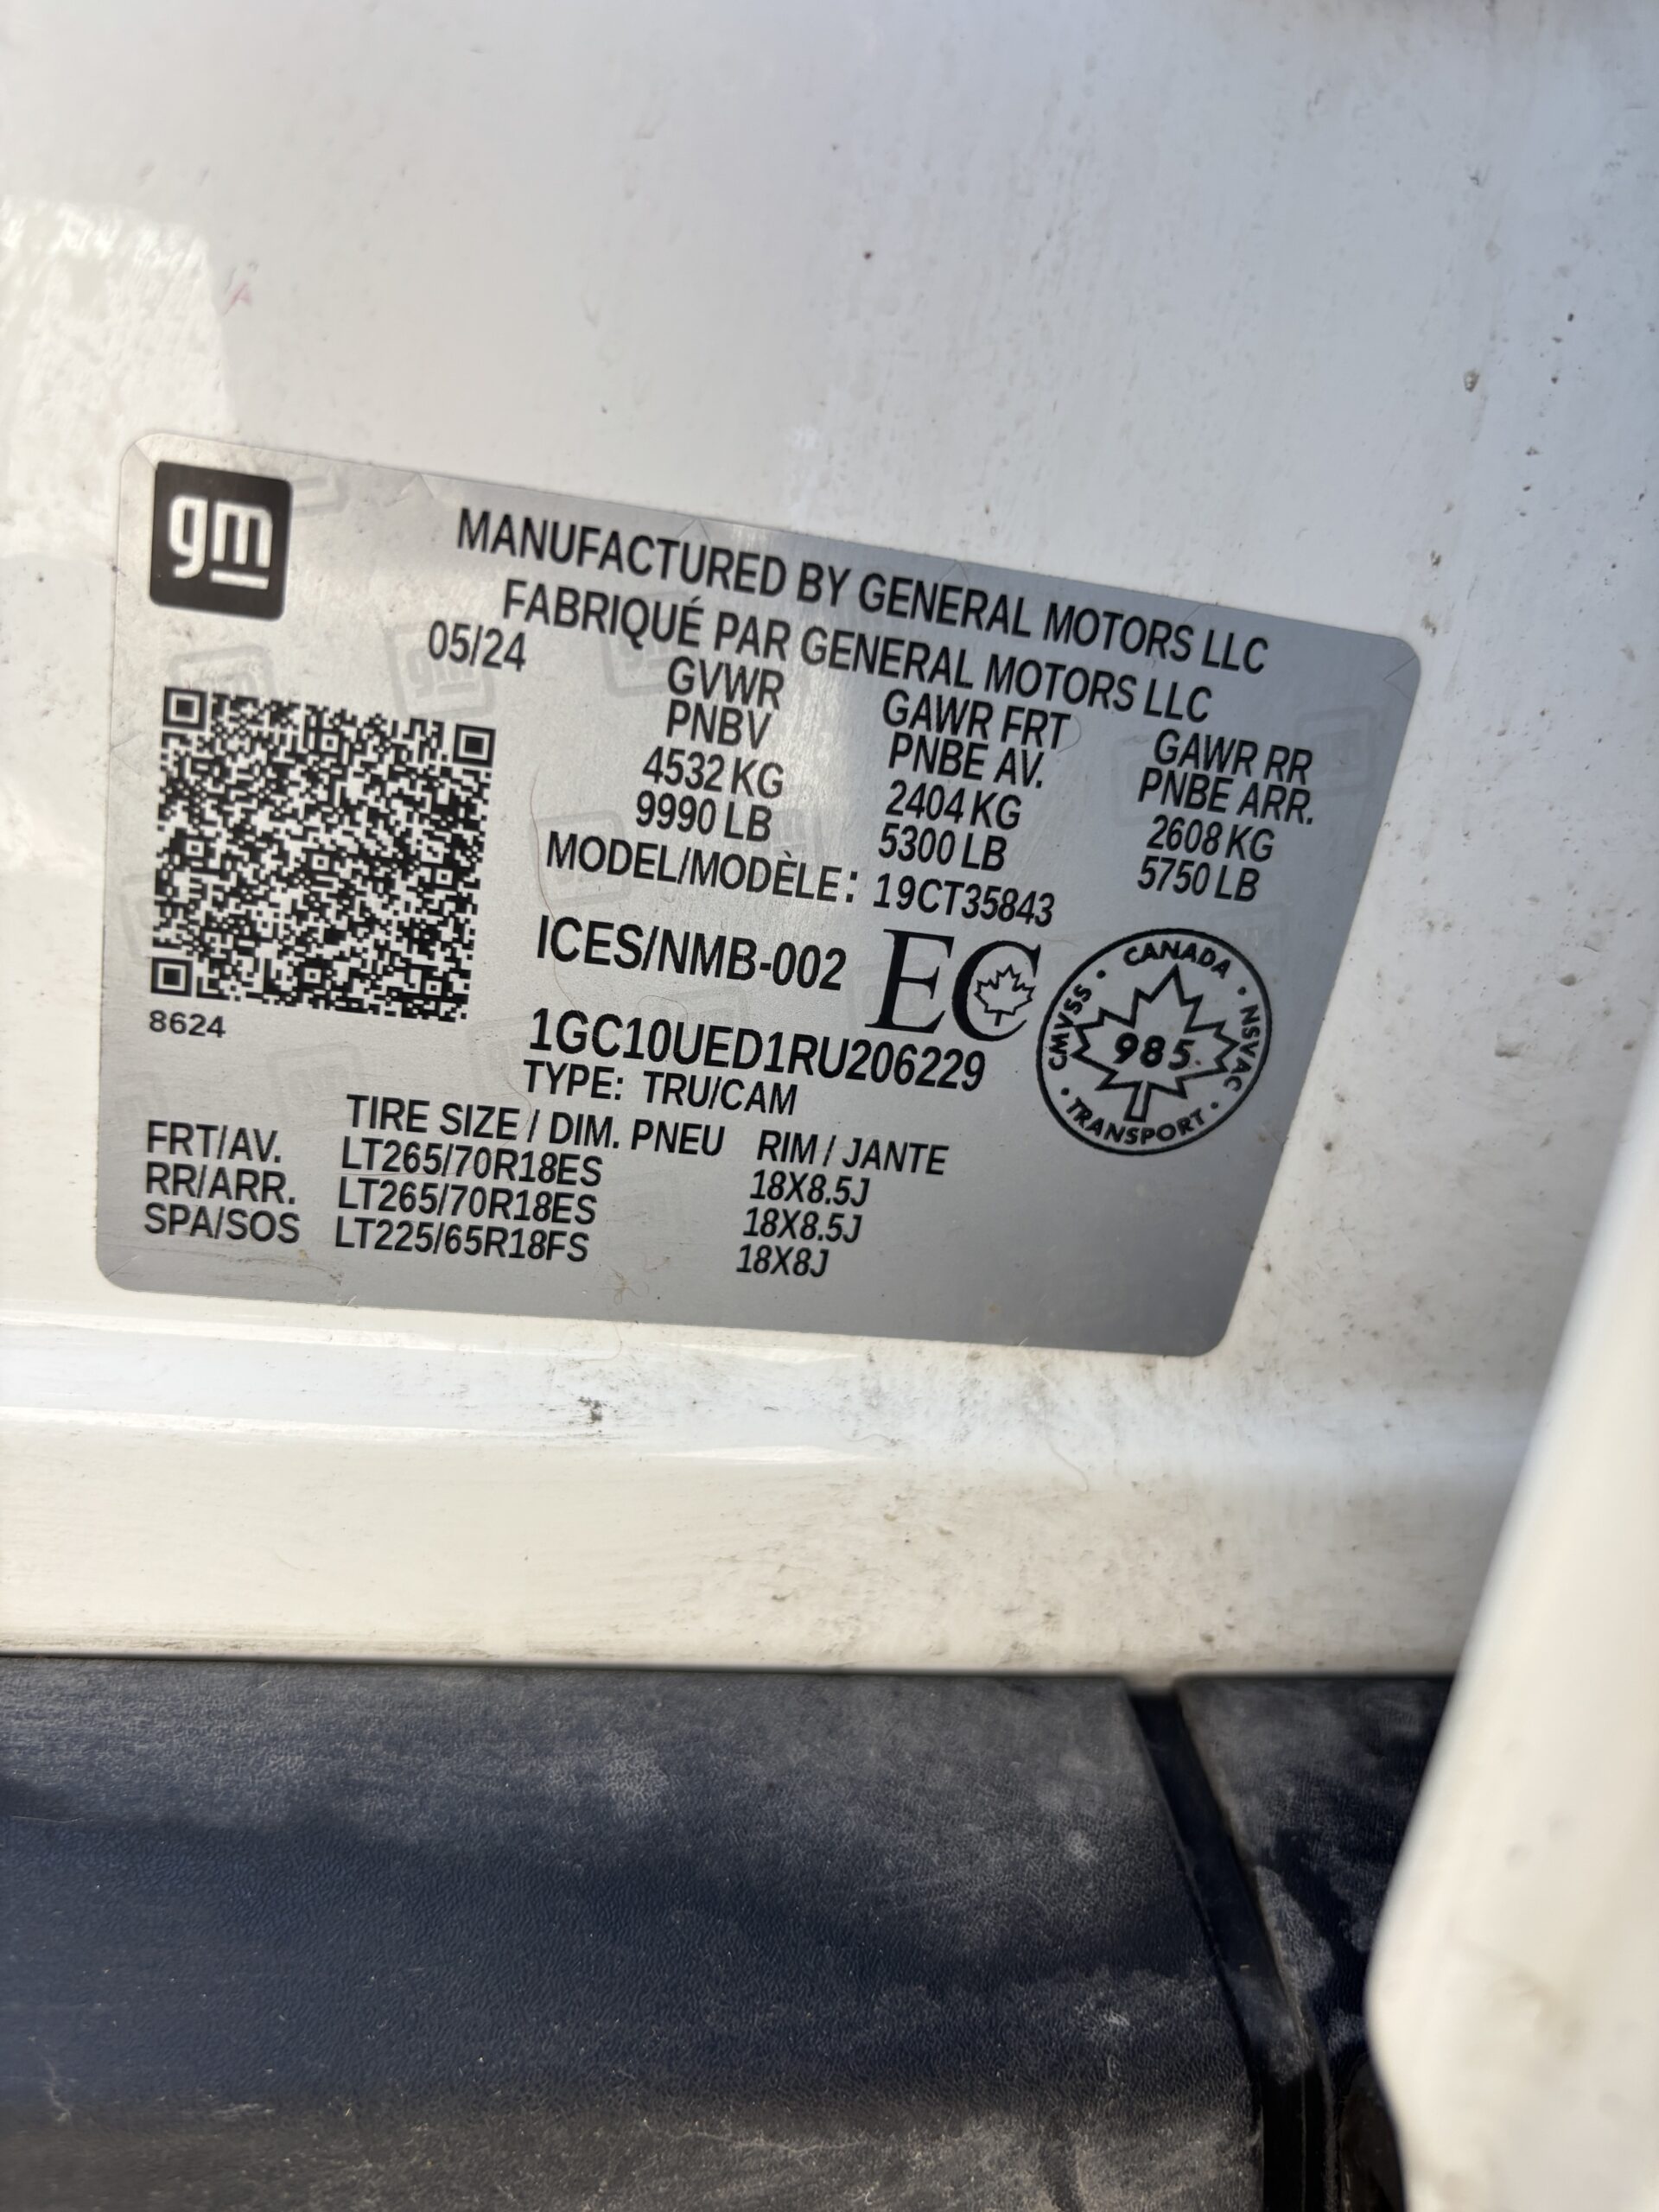 gm
MANUFACTURED BY GENERAL MOTORS LLC
FABRIQUÉ PAR GENERAL MOTORS LLC
05/24
GVWR GAWR FRT GAWR RR
PNBV PNBE AV. PNBE ARR.
4532 KG 2404 KG 2608 KG
9990 LB 5300 LB 5750 LB
MODEL/MODÈLE: 19CT35843
ICES/NMB-002 EC
CANADA • NSVAC • TRANSPORT • CMVSS •
985
8624
1GC10UED1RU206229
TYPE: TRU/CAM
TIRE SIZE / DIM. PNEU RIM / JANTE
FRT/AV. LT265/70R18ES 18X8.5J
RR/ARR. LT265/70R18ES 18X8.5J
SPA/SOS LT225/65R18FS 18X8J